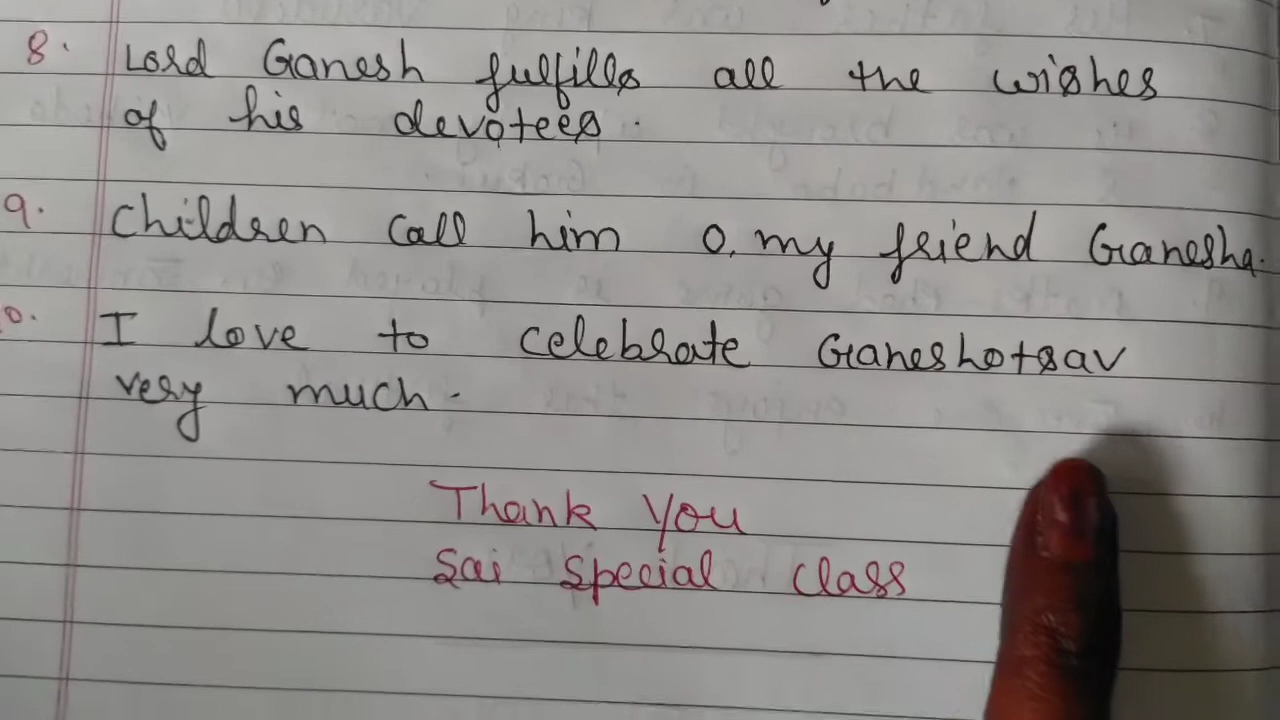 8. Lord Ganesh fulfills all the wishes
of his devotees.
9. Children call him O, my friend Ganesha.
0. I love to celebrate Ganeshotsav
very much.
Thank You
Sai Special Class